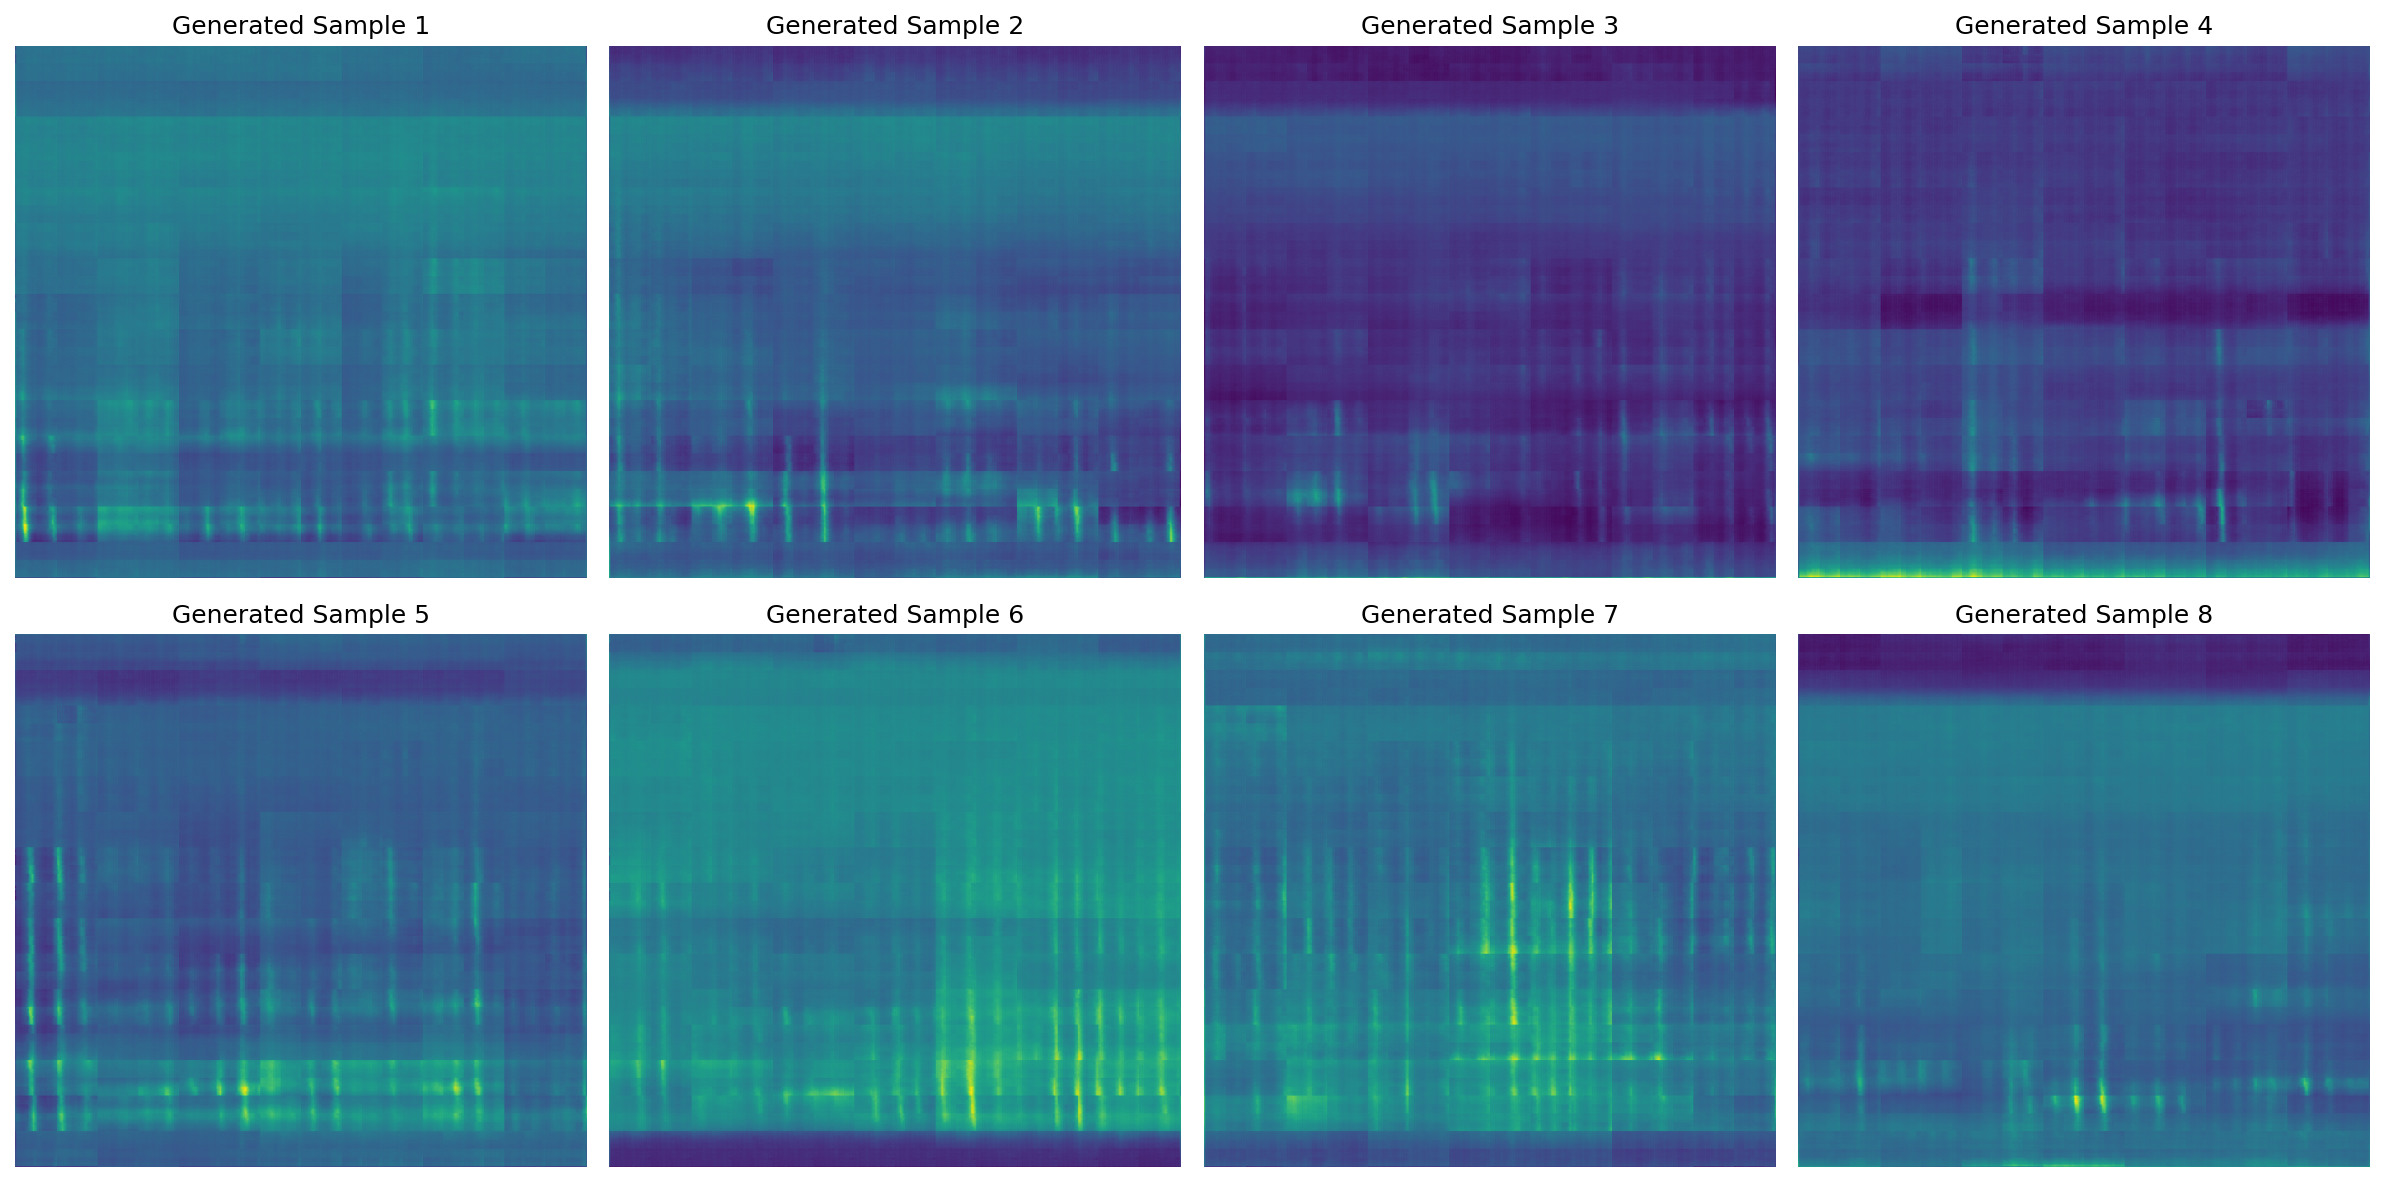 Generated Sample 1
Generated Sample 2
Generated Sample 3
Generated Sample 4
Generated Sample 5
Generated Sample 6
Generated Sample 7
Generated Sample 8